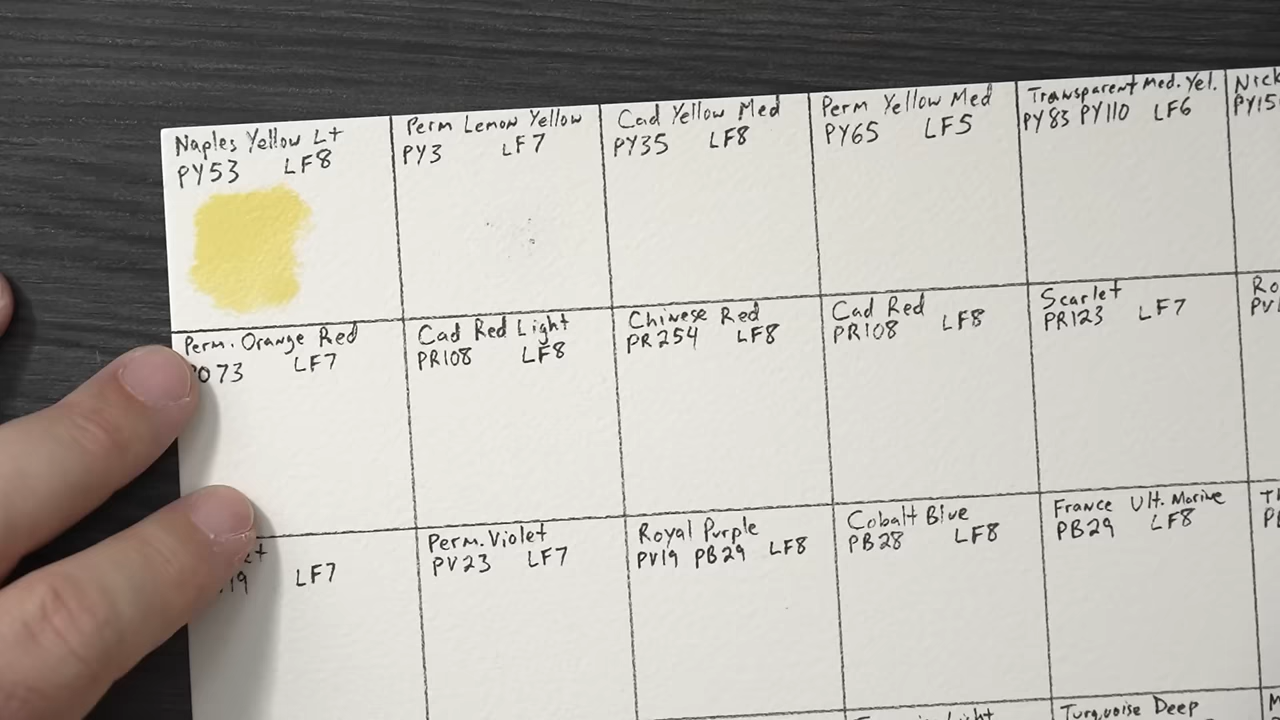 Naples Yellow Lt
PY53 LF8
Perm Lemon Yellow
PY3 LF7
Cad Yellow Med
PY35 LF8
Perm Yellow Med
PY65 LF5
Transparent Med. Yel.
PY83 PY110 LF6
Perm. Orange Red
LF7
Cad Red Light
PR108 LF8
Chinese Red
PR254 LF8
Cad Red
PR108 LF8
Scarlet
PR123 LF7
LF7
Perm. Violet
PV23 LF7
Royal Purple
PV19 PB29 LF8
Cobalt Blue
PB28 LF8
France Ult. Marine
PB29 LF8
Turquoise Deep